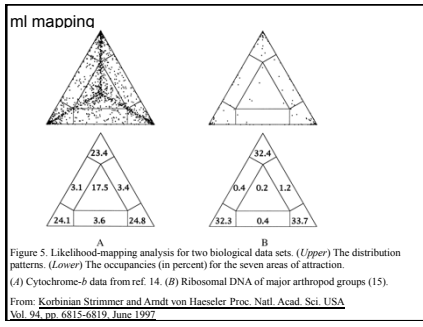 ml mapping
23.4
3.1 17.5 3.4
24.1 3.6 24.8
A
32.4
0.4 0.2 1.2
32.3 0.4 33.7
B
Figure 5. Likelihood-mapping analysis for two biological data sets. (Upper) The distribution
patterns. (Lower) The occupancies (in percent) for the seven areas of attraction.
(A) Cytochrome-b data from ref. 14. (B) Ribosomal DNA of major arthropod groups (15).
From: Korbinian Strimmer and Arndt von Haeseler Proc. Natl. Acad. Sci. USA
Vol. 94, pp. 6815-6819, June 1997